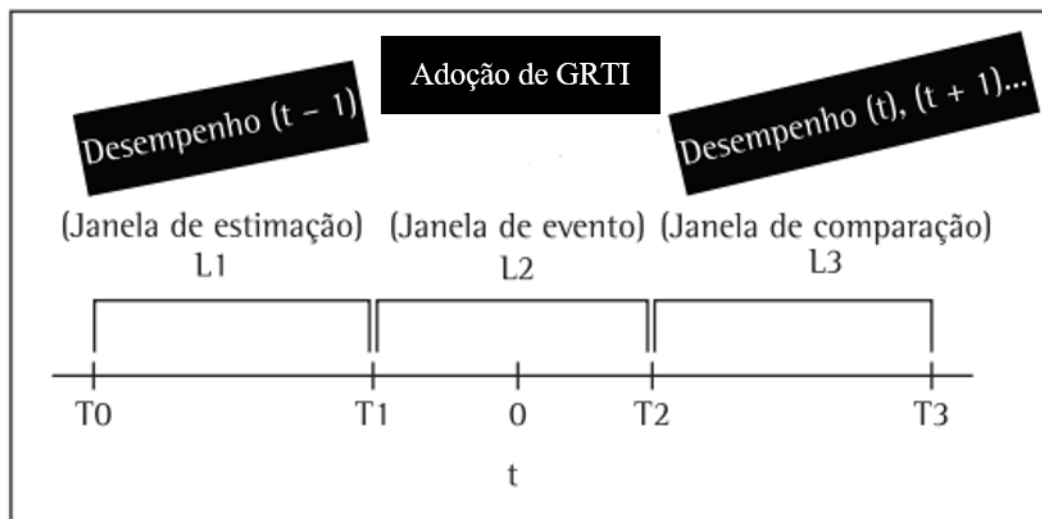 Adoção de GRTI
Desempenho (t – 1)
Desempenho (t), (t + 1)...
(Janela de estimação)
L1
(Janela de evento)
L2
(Janela de comparação)
L3
T0
T1
0
T2
T3
t